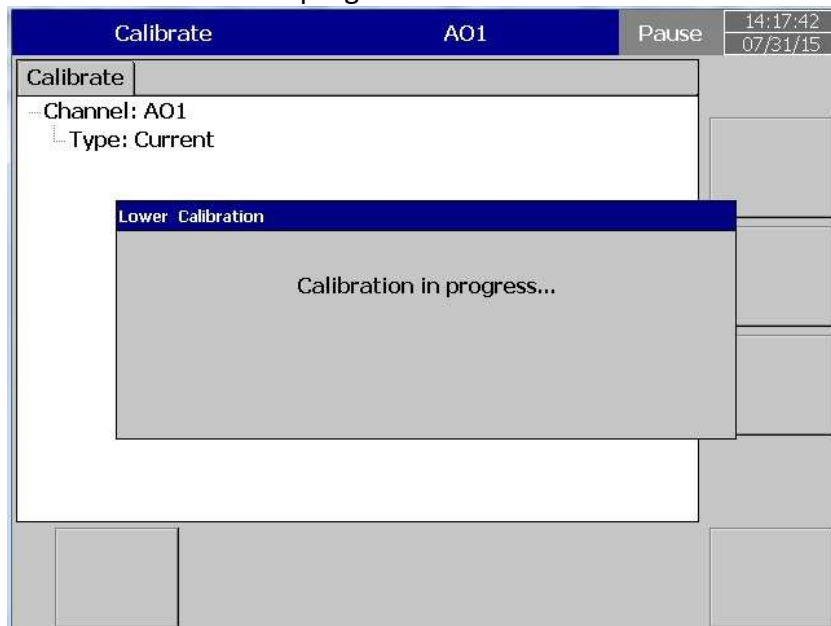 Calibrate AO1 Pause 14:17:42
07/31/15
Calibrate
Channel: AO1
Type: Current
Lower Calibration
Calibration in progress...